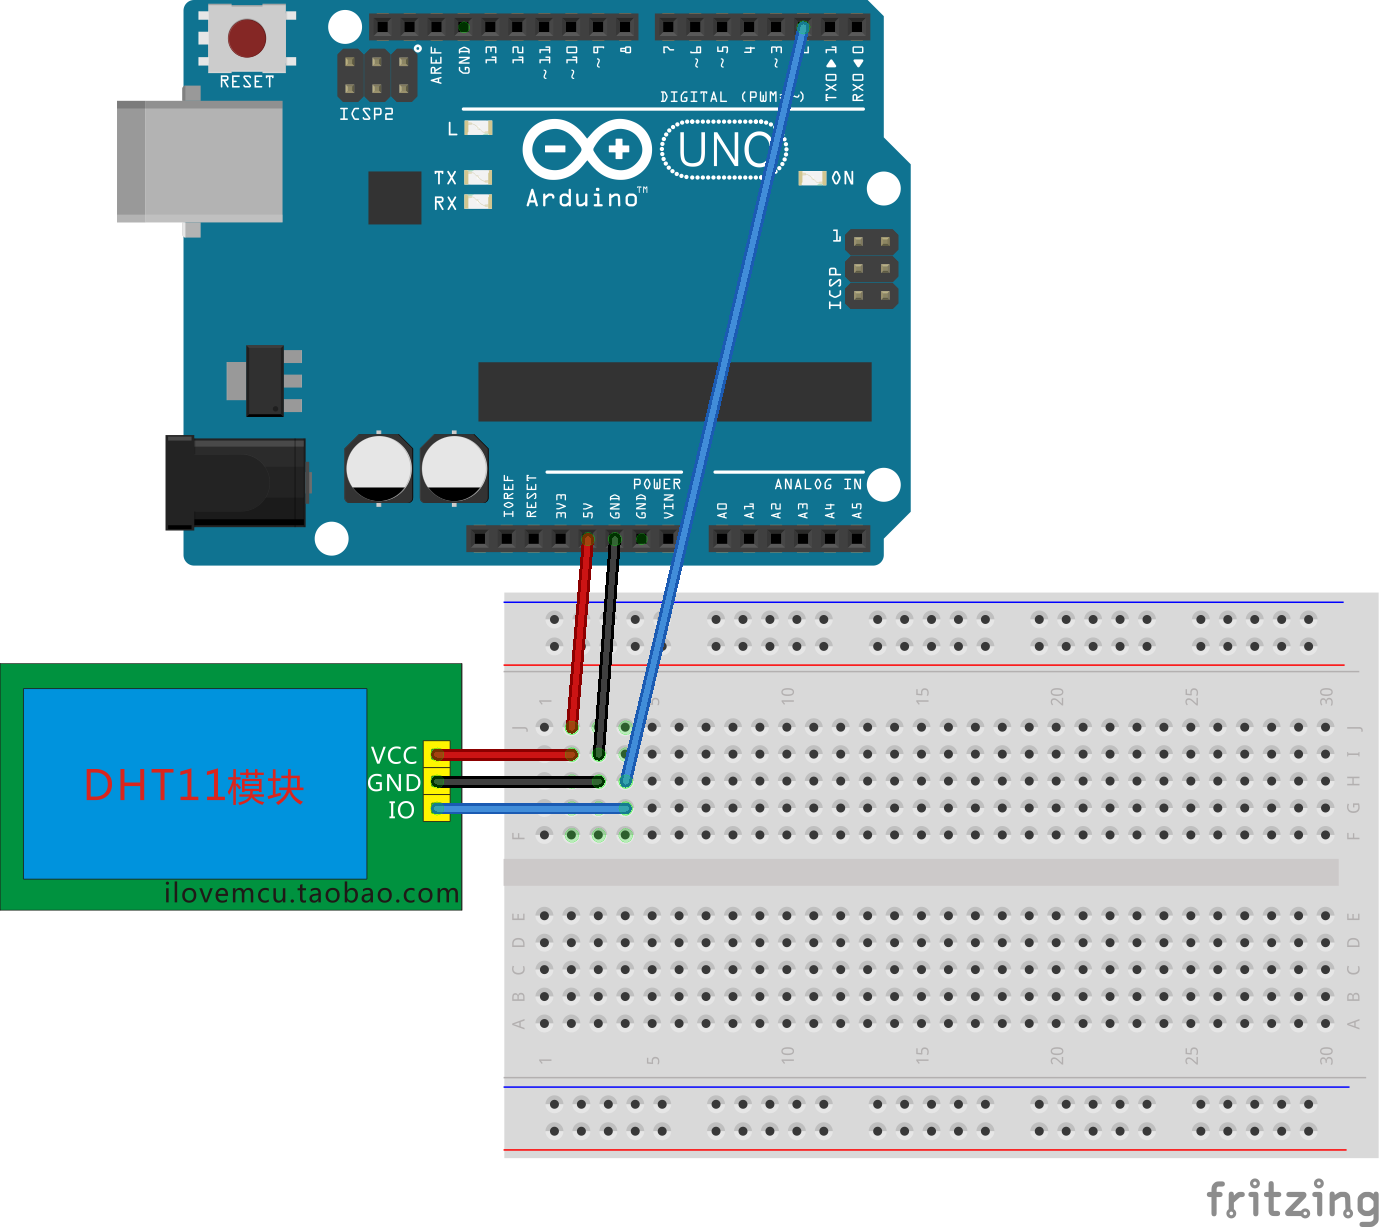 RESET
ICSP2
AREF
GND
13
12
~11
~10
~9
8
7
~6
~5
4
~3
TX0▶1
RX0◀0
DIGITAL (PWM=~)
L
TX
RX
Arduino™
UNO
ON
1
ICSP
IOREF
RESET
3V3
5V
GND
GND
VIN
POWER
A0
A1
A2
A3
A4
A5
ANALOG IN
DHT11模块
VCC
GND
IO
ilovemcu.taobao.com
1 5 10 15 20 25 30
J J
I I
H H
G G
F F
E E
D D
C C
B B
A A
1 5 10 15 20 25 30
fritzing